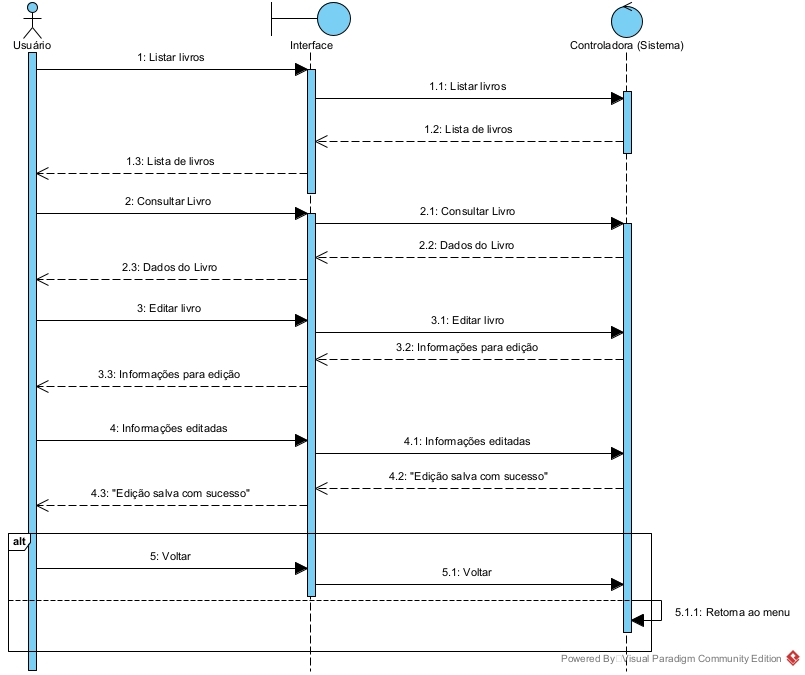 Usuário
Interface
Controladora (Sistema)
1: Listar livros
1.1: Listar livros
1.2: Lista de livros
1.3: Lista de livros
2: Consultar Livro
2.1: Consultar Livro
2.2: Dados do Livro
2.3: Dados do Livro
3: Editar livro
3.1: Editar livro
3.2: Informações para edição
3.3: Informações para edição
4: Informações editadas
4.1: Informações editadas
4.2: "Edição salva com sucesso"
4.3: "Edição salva com sucesso"
alt
5: Voltar
5.1: Voltar
5.1.1: Retorna ao menu
Powered By Visual Paradigm Community Edition